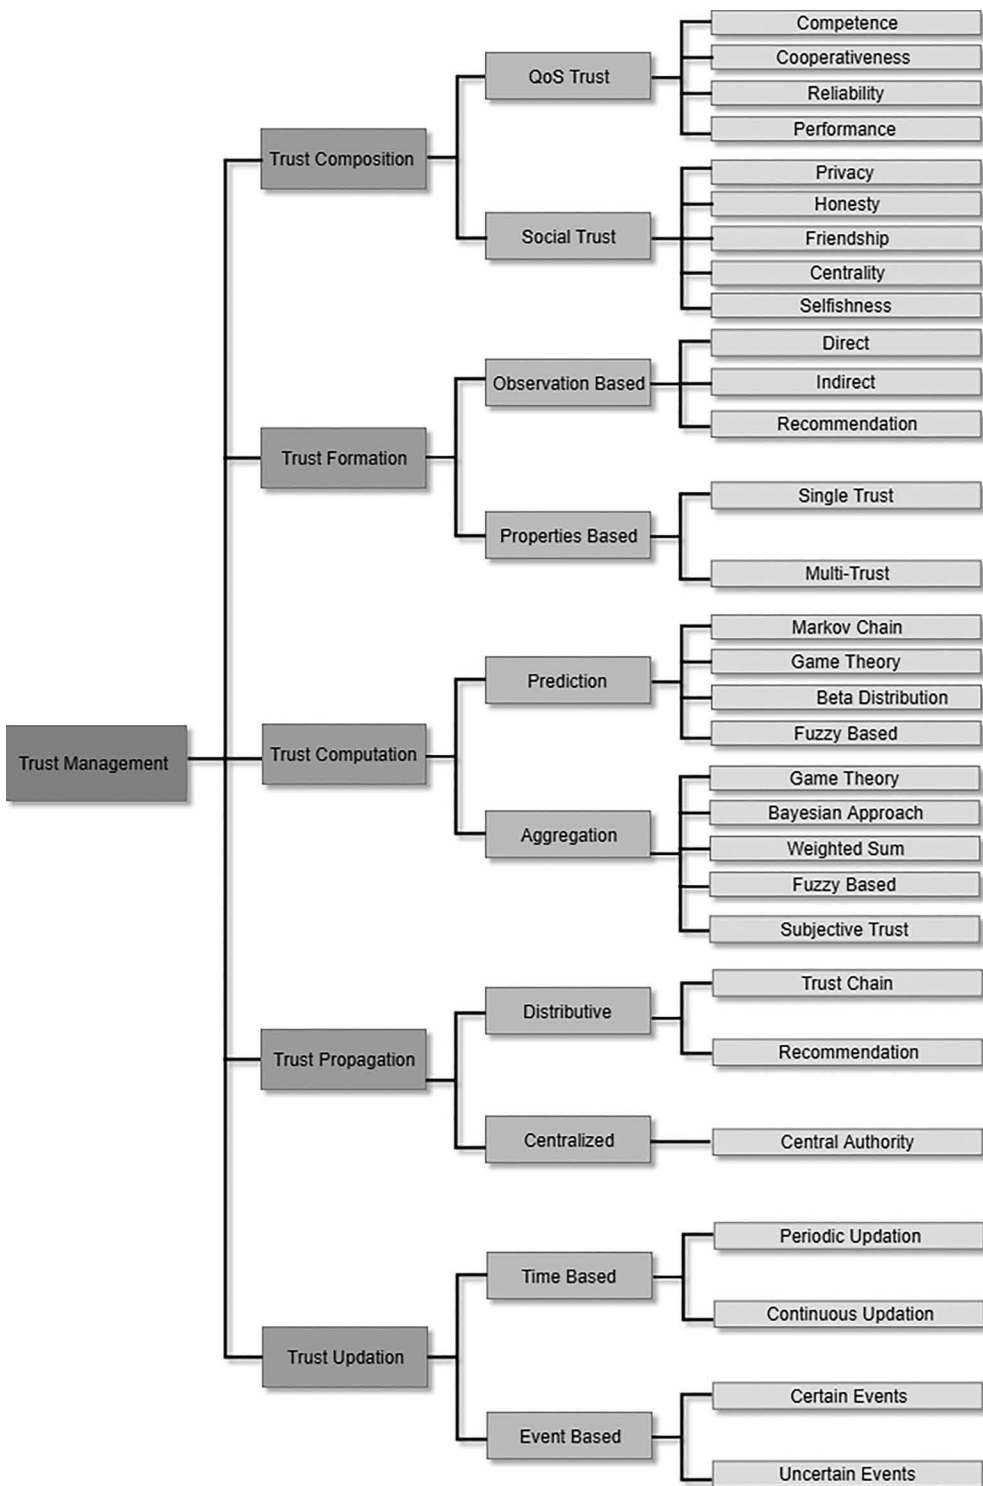 Trust Management
Trust Composition
QoS Trust
Competence
Cooperativeness
Reliability
Performance
Social Trust
Privacy
Honesty
Friendship
Centrality
Selfishness
Trust Formation
Observation Based
Direct
Indirect
Recommendation
Properties Based
Single Trust
Multi-Trust
Trust Computation
Prediction
Markov Chain
Game Theory
Beta Distribution
Fuzzy Based
Aggregation
Game Theory
Bayesian Approach
Weighted Sum
Fuzzy Based
Subjective Trust
Trust Propagation
Distributive
Trust Chain
Recommendation
Centralized
Central Authority
Trust Updation
Time Based
Periodic Updation
Continuous Updation
Event Based
Certain Events
Uncertain Events